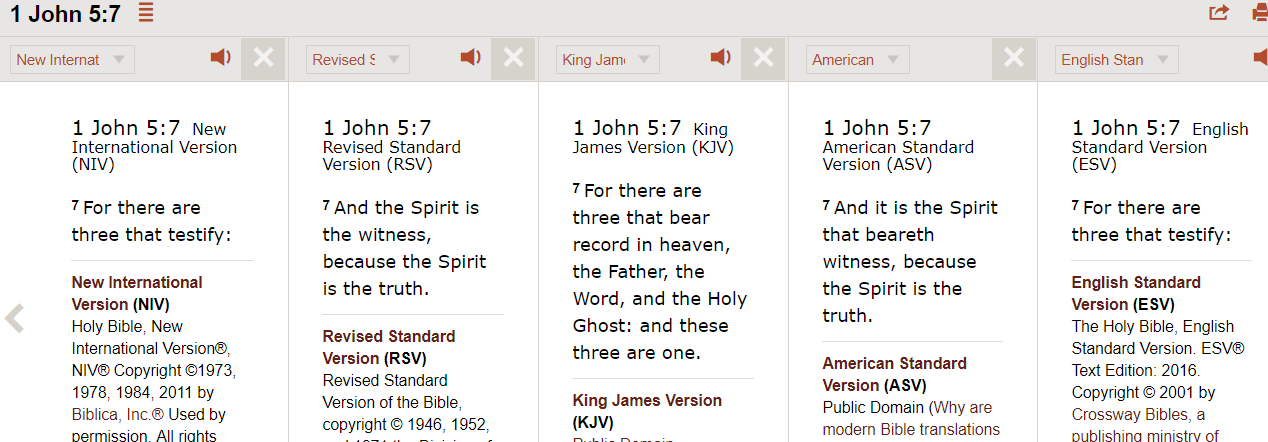 1 John 5:7
New Internat
Revised S
King Jam
American
English Stan
1 John 5:7 New
International Version
(NIV)
7 For there are
three that testify:
New International
Version (NIV)
Holy Bible, New
International Version®,
NIV® Copyright ©1973,
1978, 1984, 2011 by
Biblica, Inc.® Used by
permission. All rights
1 John 5:7
Revised Standard
Version (RSV)
7 And the Spirit is
the witness,
because the Spirit
is the truth.
Revised Standard
Version (RSV)
Revised Standard
Version of the Bible,
copyright © 1946, 1952,
and 1971 the Division of
1 John 5:7 King
James Version (KJV)
7 For there are
three that bear
record in heaven,
the Father, the
Word, and the Holy
Ghost: and these
three are one.
King James Version
(KJV)
Public Domain
1 John 5:7
American Standard
Version (ASV)
7 And it is the Spirit
that beareth
witness, because
the Spirit is the
truth.
American Standard
Version (ASV)
Public Domain (Why are
modern Bible translations
1 John 5:7 English
Standard Version
(ESV)
7 For there are
three that testify:
English Standard
Version (ESV)
The Holy Bible, English
Standard Version. ESV®
Text Edition: 2016.
Copyright © 2001 by
Crossway Bibles, a
publishing ministry of